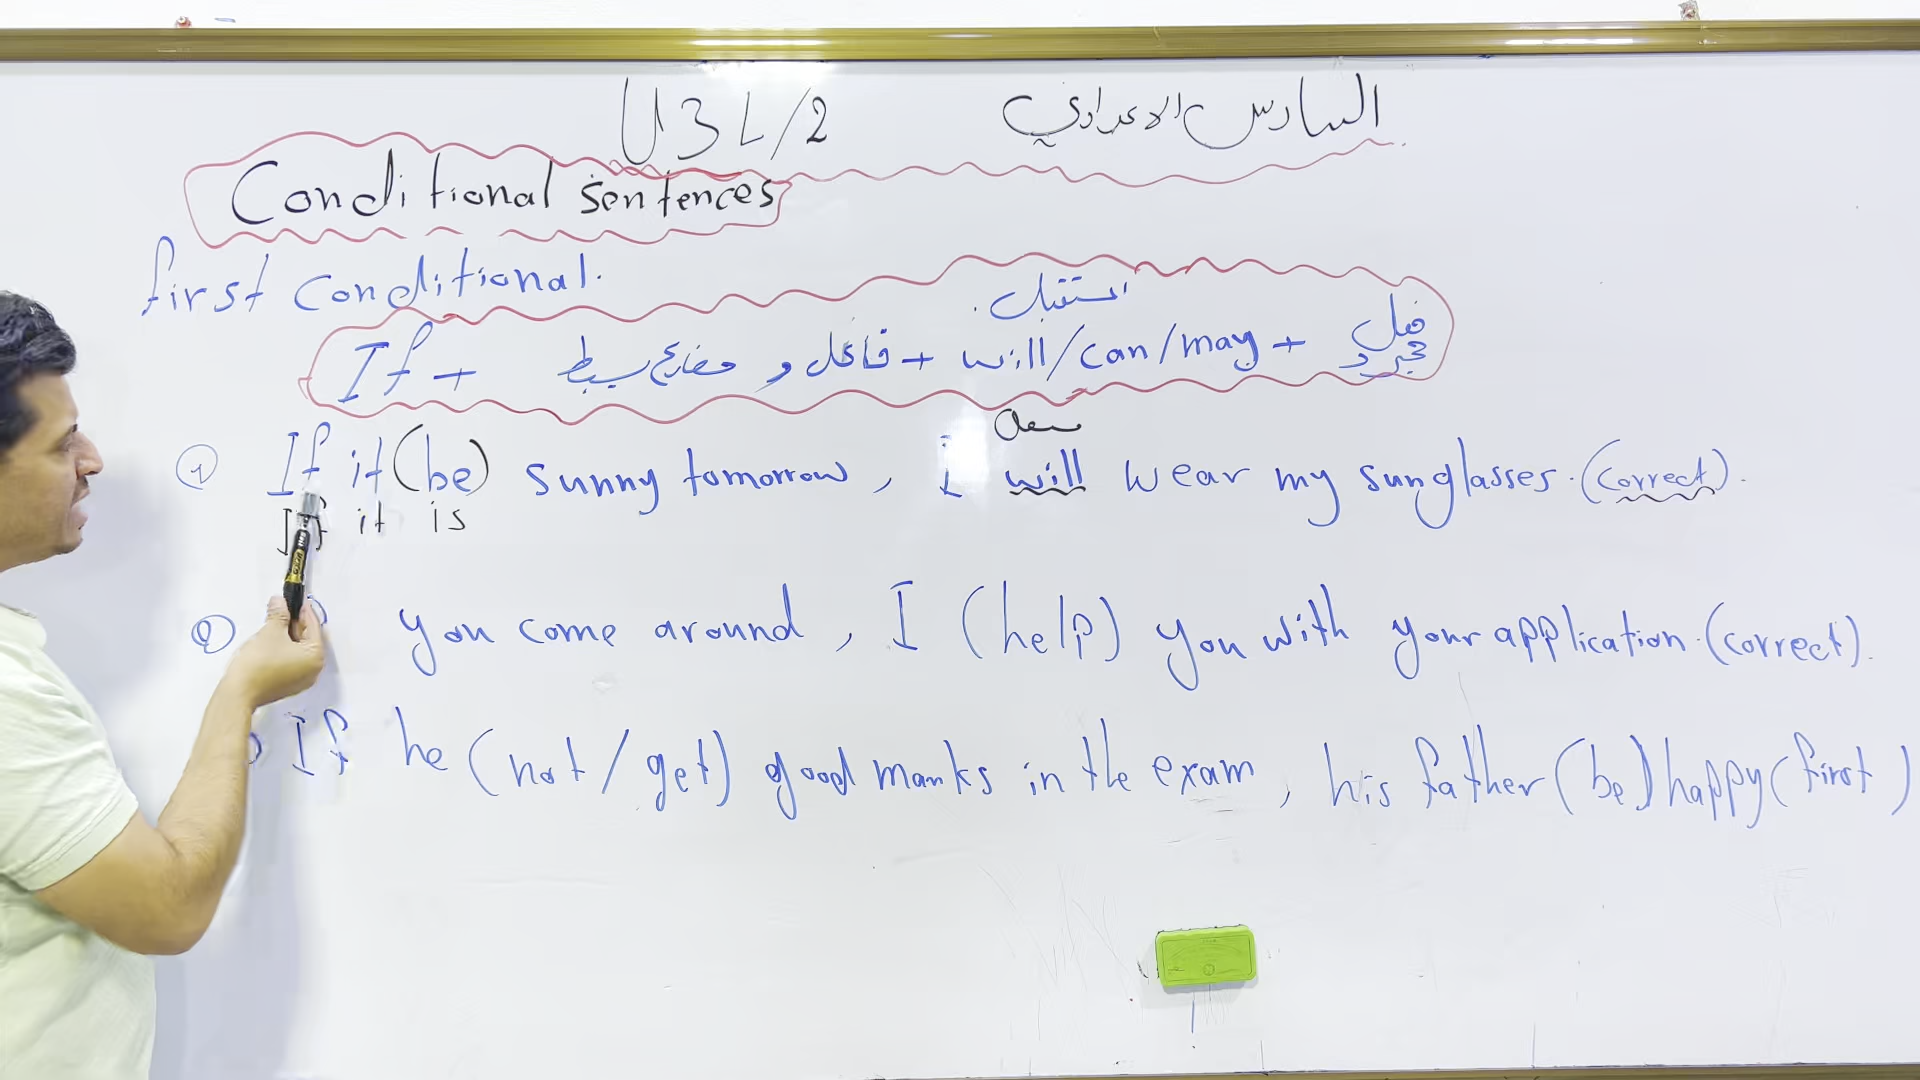 U3 L/2 السادس الاعدادي
Conditional sentences
first conditional.
مستقبل
If + فاعل و مضارع بسيط + will/can/may + فعل مجرد
① If it (be) sunny tomorrow, I will wear my sunglasses. (correct).
If it is
② you come around, I (help) you with your application. (correct).
If he (not/get) good marks in the exam, his father (be) happy (first)